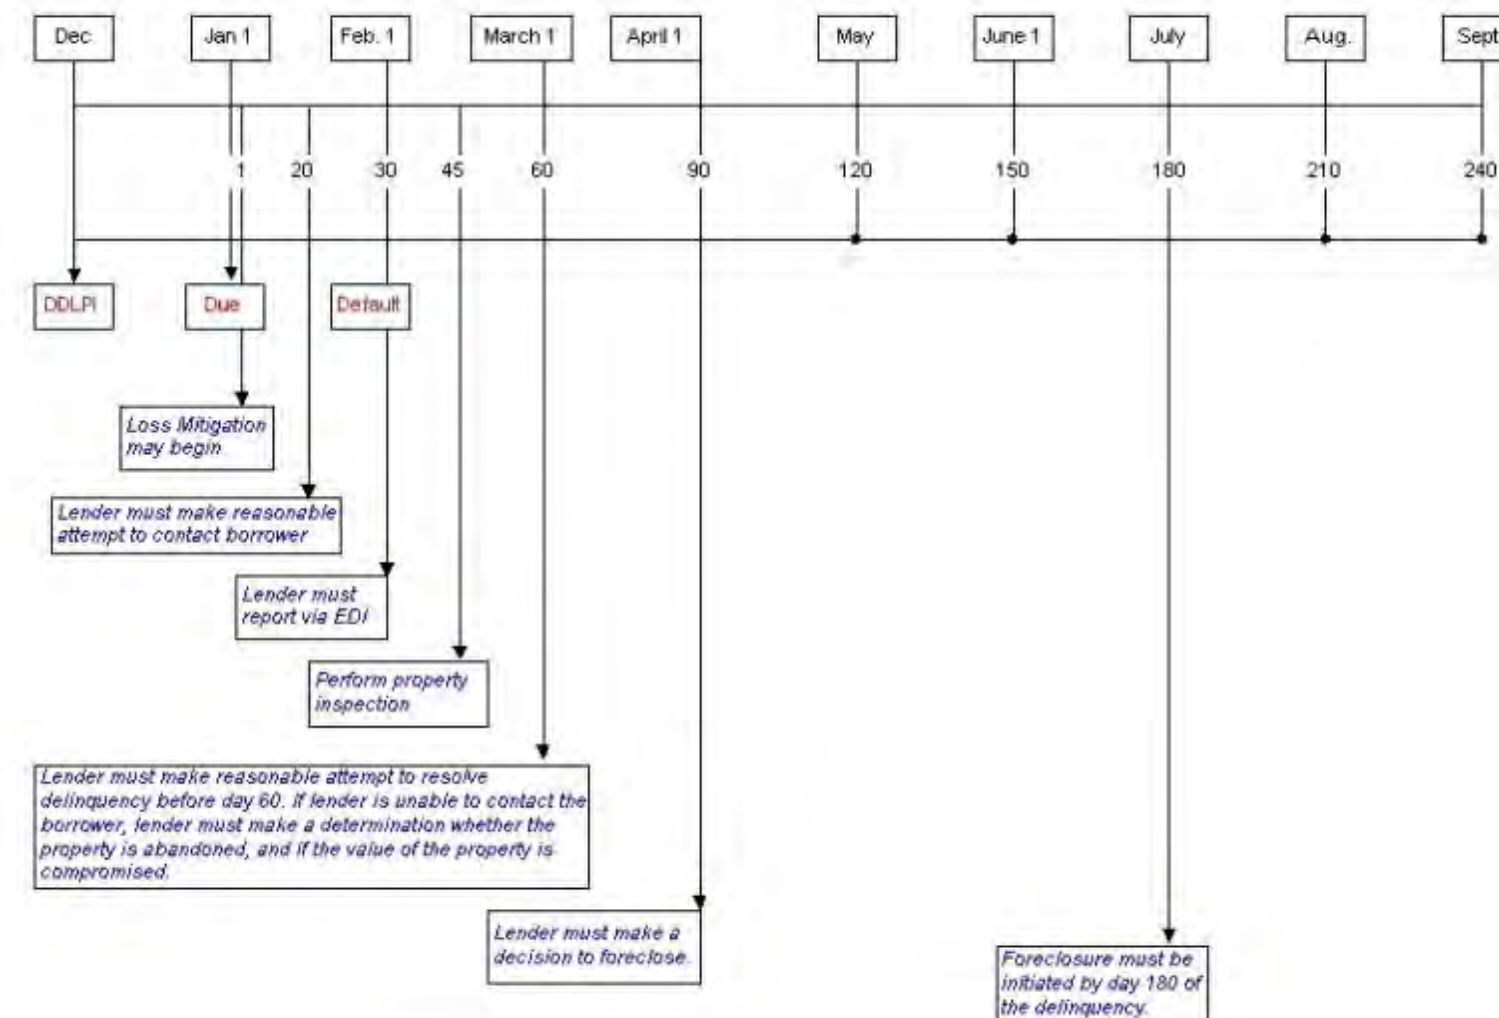 Dec Jan 1 Feb. 1 March 1 April 1 May June 1 July Aug. Sept
1 20 30 45 60 90 120 150 180 210 240
DDLPI Due Default
Loss Mitigation
may begin
Lender must make reasonable
attempt to contact borrower
Lender must
report via EDI
Perform property
inspection
Lender must make reasonable attempt to resolve
delinquency before day 60. If lender is unable to contact the
borrower, lender must make a determination whether the
property is abandoned, and if the value of the property is
compromised.
Lender must make a
decision to foreclose.
Foreclosure must be
initiated by day 180 of
the delinquency.